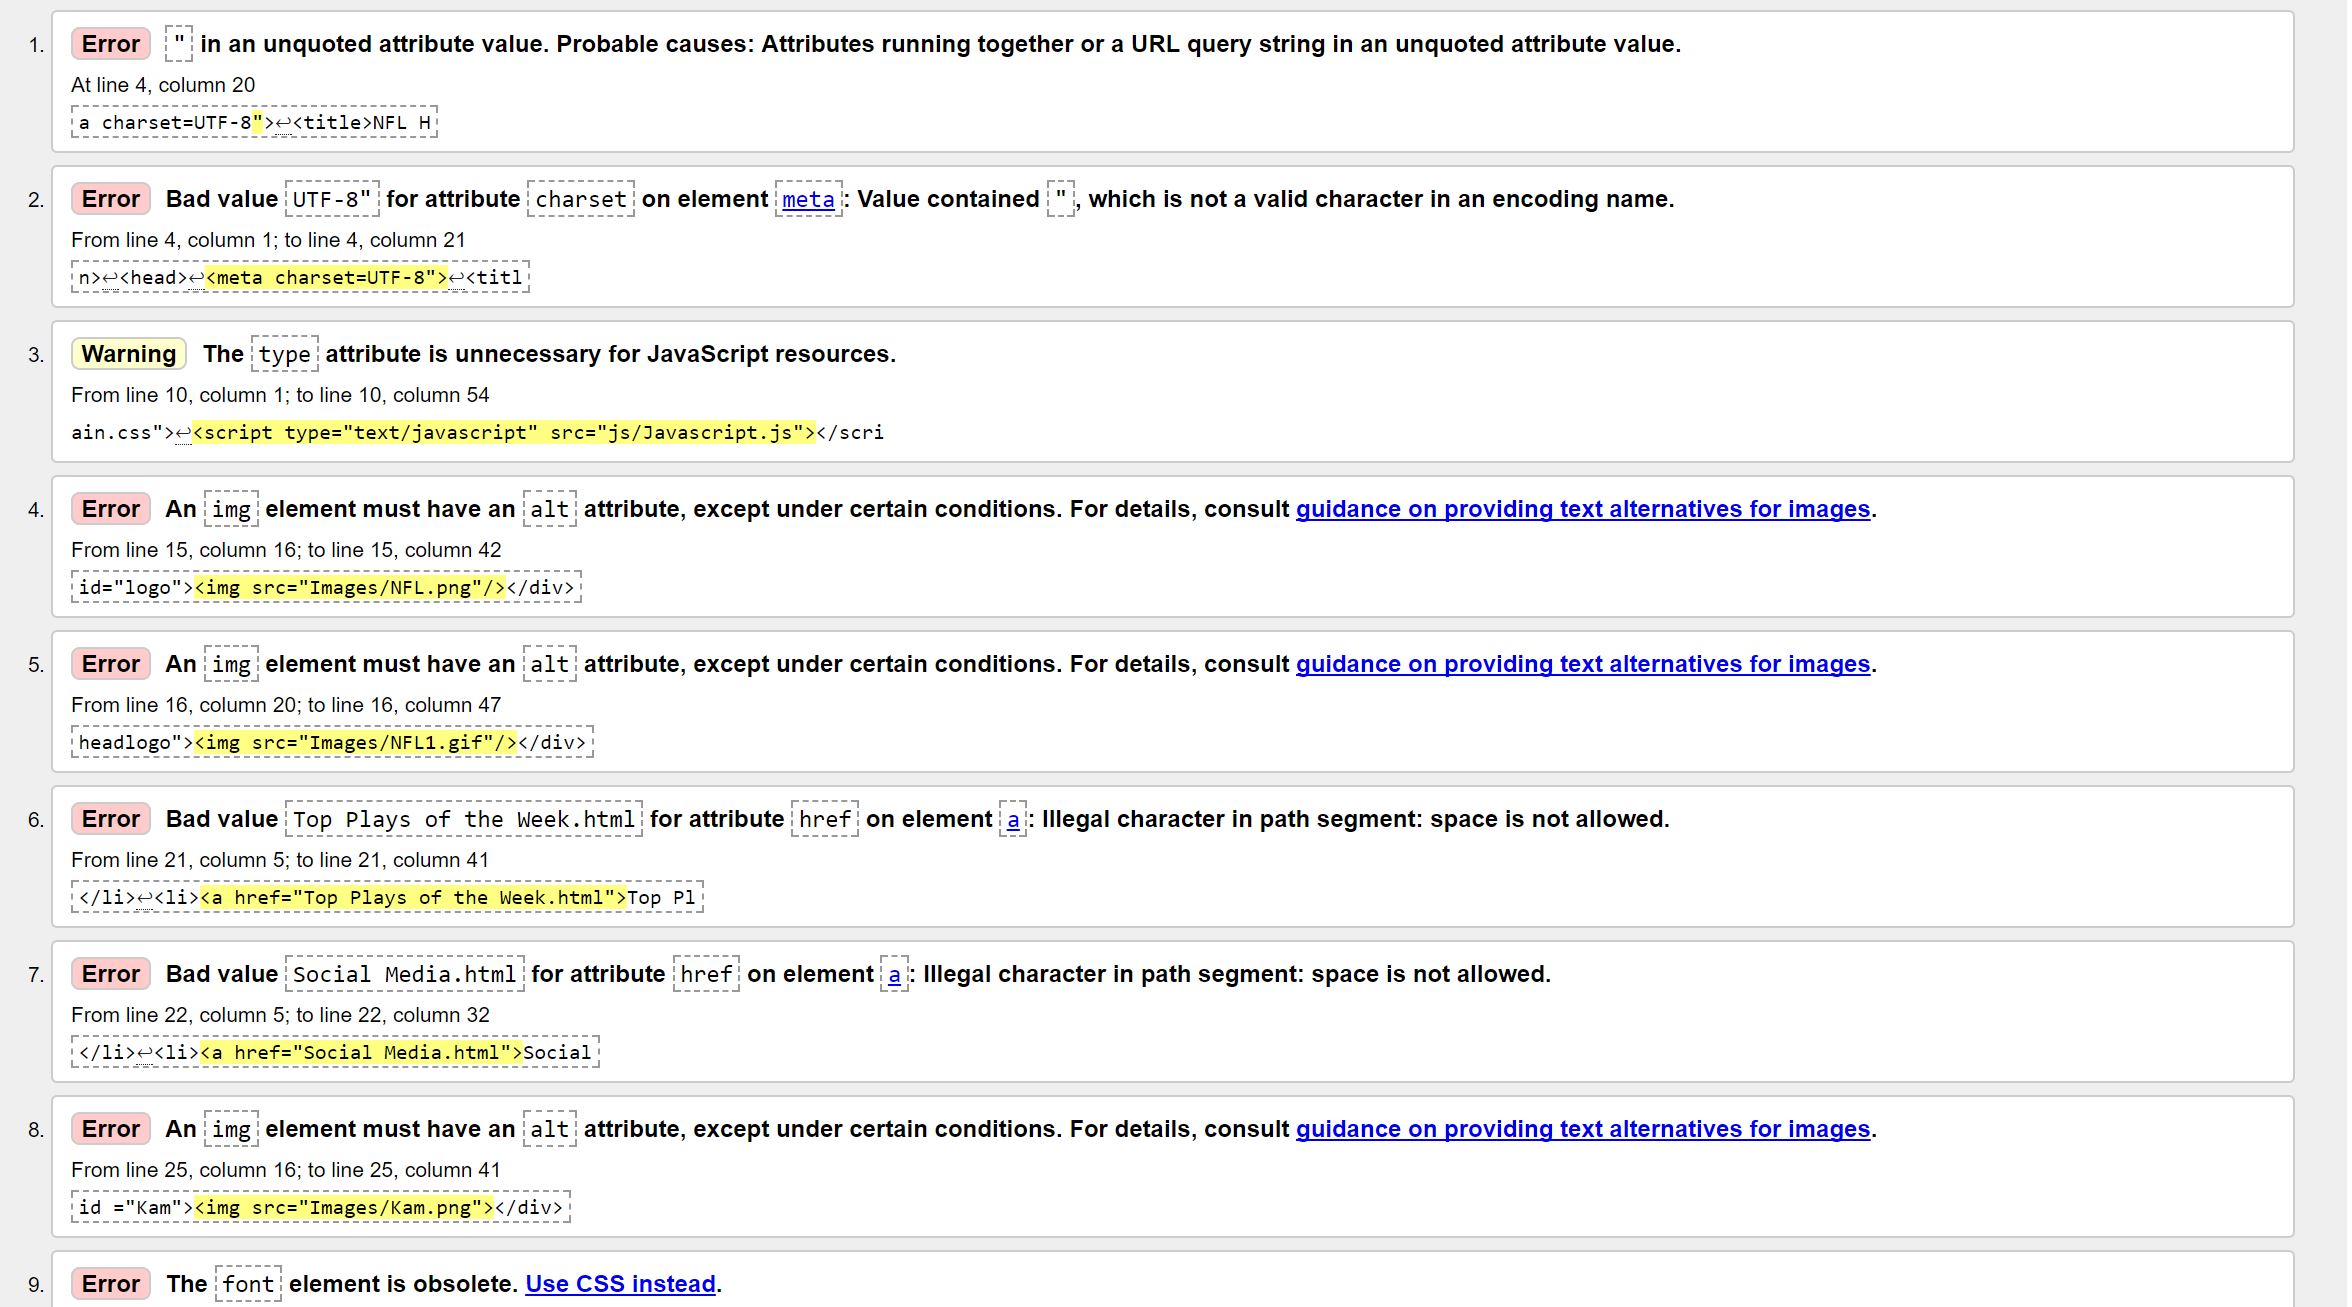 1. Error " in an unquoted attribute value. Probable causes: Attributes running together or a URL query string in an unquoted attribute value.
At line 4, column 20
a charset=UTF-8">↩<title>NFL H
2. Error Bad value UTF-8" for attribute charset on element meta: Value contained ", which is not a valid character in an encoding name.
From line 4, column 1; to line 4, column 21
n>↩<head>↩<meta charset=UTF-8">↩<titl
3. Warning The type attribute is unnecessary for JavaScript resources.
From line 10, column 1; to line 10, column 54
ain.css">↩<script type="text/javascript" src="js/Javascript.js"></scri
4. Error An img element must have an alt attribute, except under certain conditions. For details, consult guidance on providing text alternatives for images.
From line 15, column 16; to line 15, column 42
id="logo"><img src="Images/NFL.png"/></div>
5. Error An img element must have an alt attribute, except under certain conditions. For details, consult guidance on providing text alternatives for images.
From line 16, column 20; to line 16, column 47
headlogo"><img src="Images/NFL1.gif"/></div>
6. Error Bad value Top Plays of the Week.html for attribute href on element a: Illegal character in path segment: space is not allowed.
From line 21, column 5; to line 21, column 41
</li>↩<li><a href="Top Plays of the Week.html">Top Pl
7. Error Bad value Social Media.html for attribute href on element a: Illegal character in path segment: space is not allowed.
From line 22, column 5; to line 22, column 32
</li>↩<li><a href="Social Media.html">Social
8. Error An img element must have an alt attribute, except under certain conditions. For details, consult guidance on providing text alternatives for images.
From line 25, column 16; to line 25, column 41
id ="Kam"><img src="Images/Kam.png"></div>
9. Error The font element is obsolete. Use CSS instead.